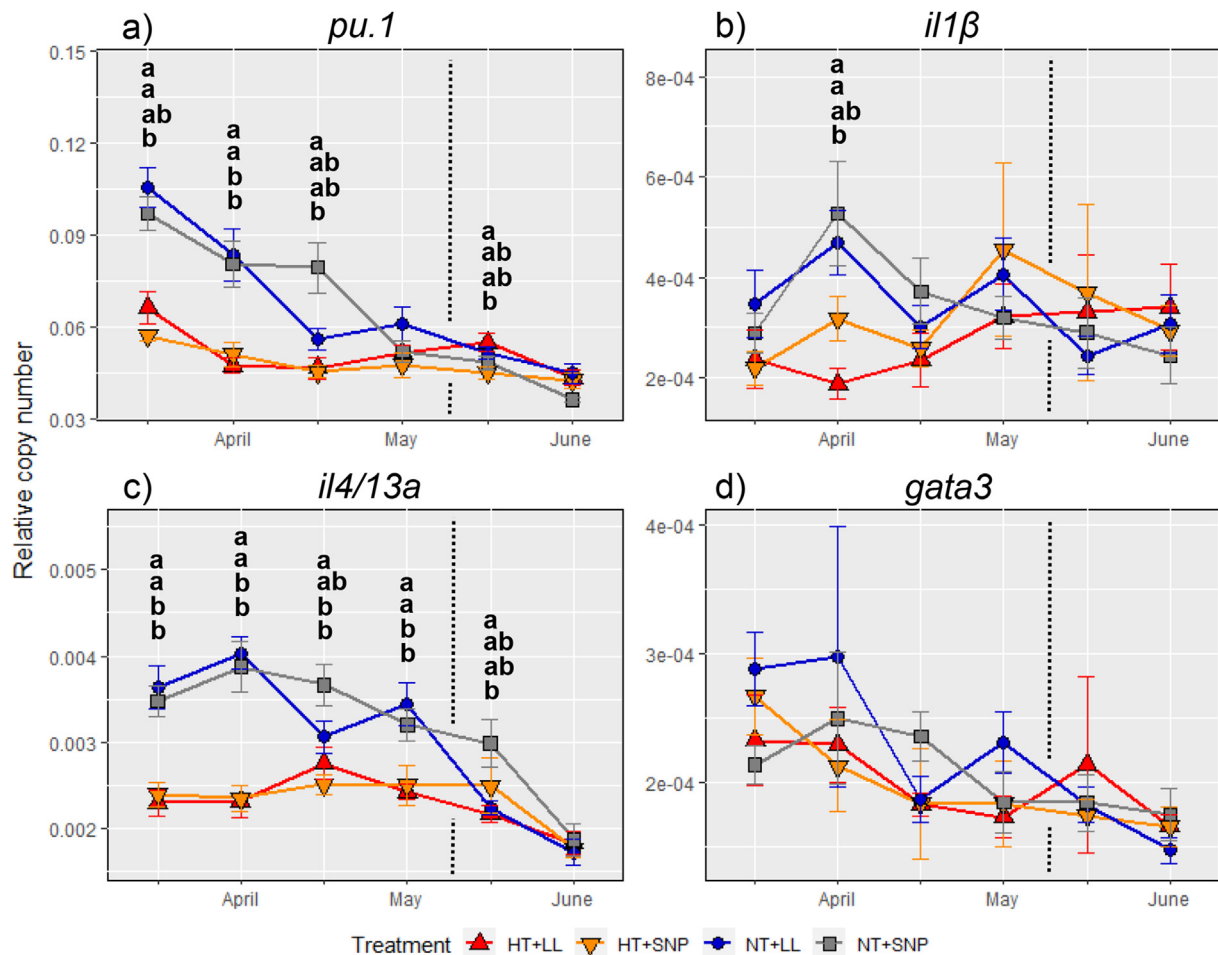 a) pu.1
0.15
0.12
0.09
0.06
0.03
a
a
ab
b
a
a
b
b
a
ab
ab
b
a
ab
ab
b
April May June
b) il1β
8e-04
6e-04
4e-04
2e-04
a
a
ab
b
April May June
Relative copy number
c) il4/13a
0.005
0.004
0.003
0.002
a
a
b
b
a
a
b
b
a
ab
b
b
a
a
b
b
a
ab
ab
b
April May June
d) gata3
4e-04
3e-04
2e-04
April May June
Treatment HT+LL HT+SNP NT+LL NT+SNP